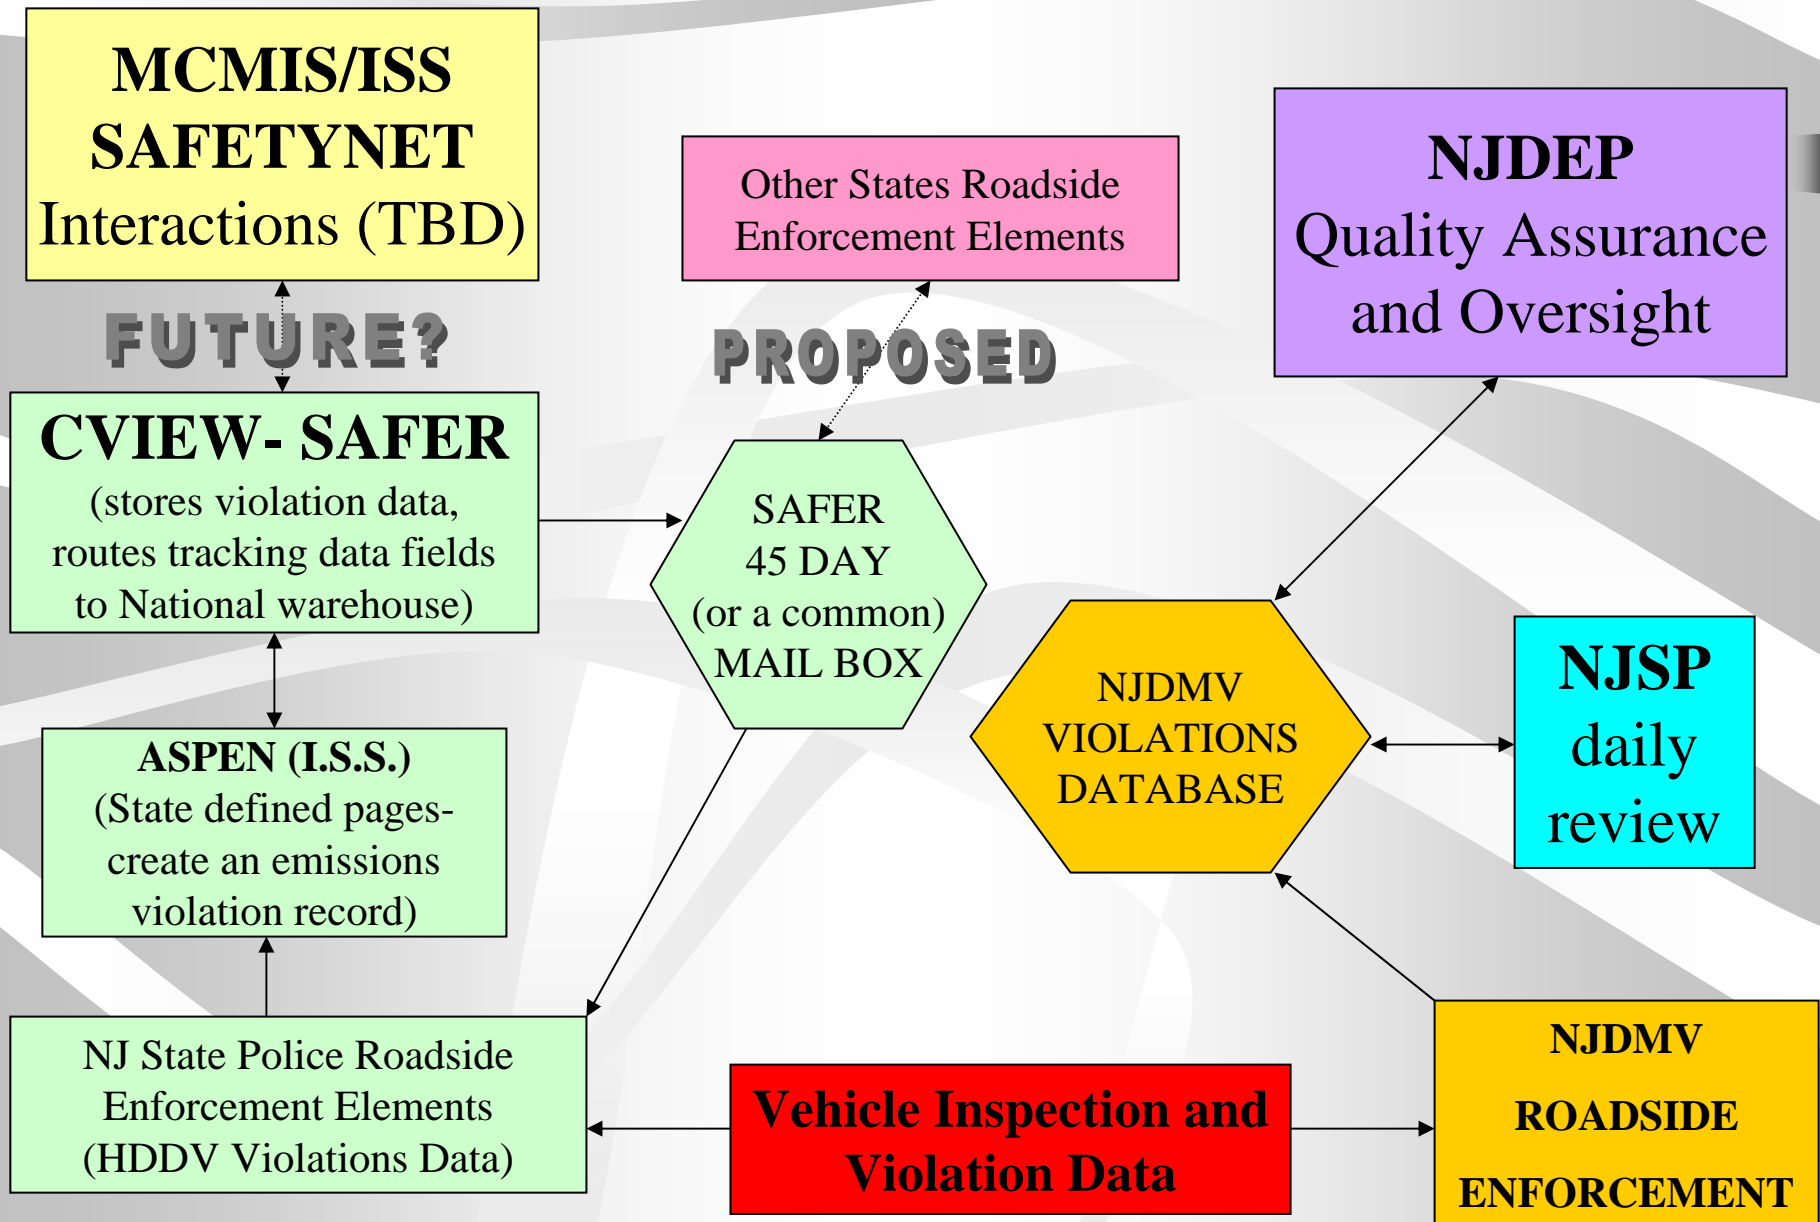 MCMIS/ISS
SAFETYNET
Interactions (TBD)
FUTURE?
CVIEW- SAFER
(stores violation data,
routes tracking data fields
to National warehouse)
ASPEN (I.S.S.)
(State defined pages-
create an emissions
violation record)
NJ State Police Roadside
Enforcement Elements
(HDDV Violations Data)
Other States Roadside
Enforcement Elements
PROPOSED
SAFER
45 DAY
(or a common)
MAIL BOX
Vehicle Inspection and
Violation Data
NJDEP
Quality Assurance
and Oversight
NJDMV
VIOLATIONS
DATABASE
NJSP
daily
review
NJDMV
ROADSIDE
ENFORCEMENT